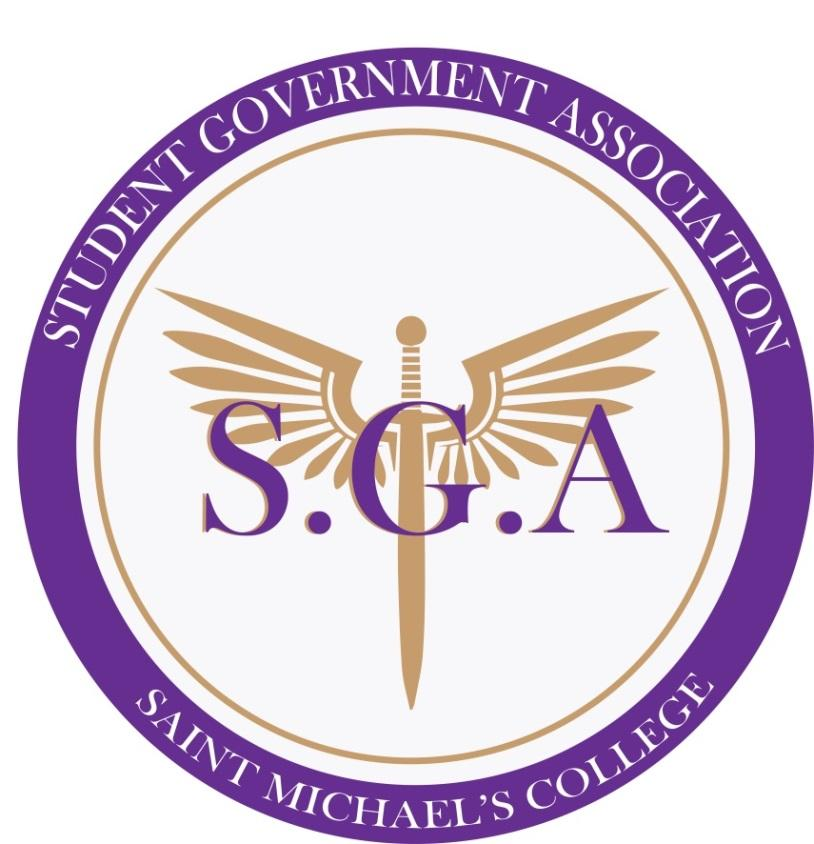 STUDENT GOVERNMENT ASSOCIATION
S.G.A
SAINT MICHAEL'S COLLEGE